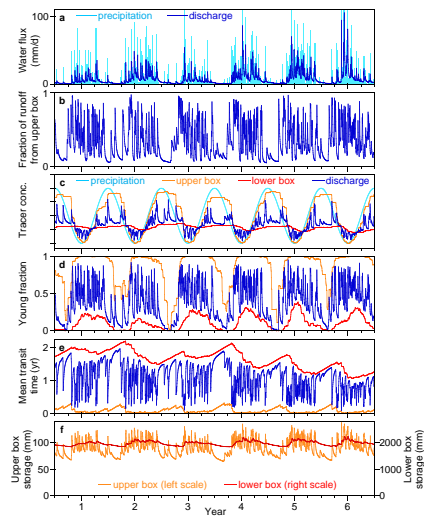 a precipitation discharge
Water flux
(mm/d)
100
0
b
Fraction of runoff
from upper box
1
0
c precipitation upper box lower box discharge
Tracer conc.
d
Young fraction
1
0.5
0
e
Mean transit
time (yr)
2
1
0
f
Upper box
storage (mm)
100
50
0
Lower box
storage (mm)
2000
1000
0
upper box (left scale) lower box (right scale)
1 2 3 4 5 6
Year